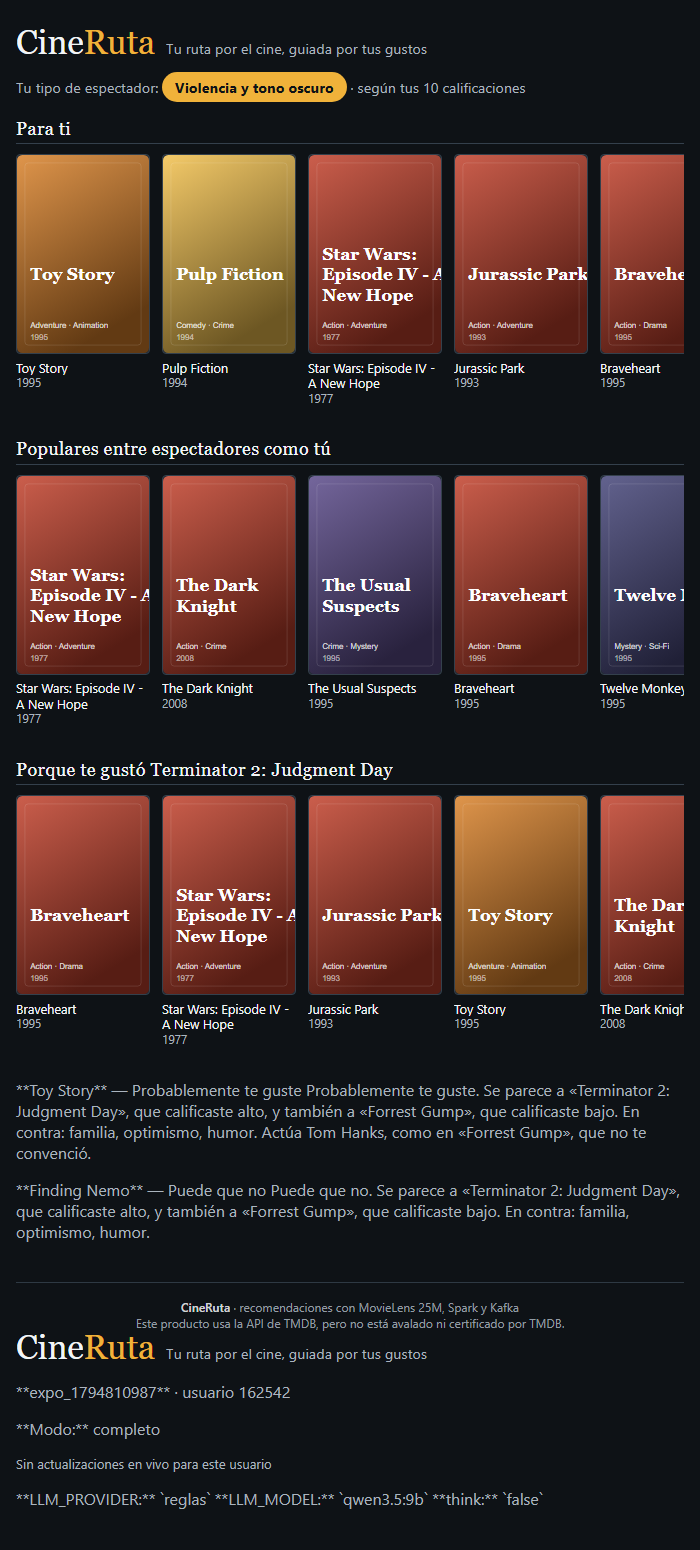 CineRuta Tu ruta por el cine, guiada por tus gustos
Tu tipo de espectador: Violencia y tono oscuro · según tus 10 calificaciones
Para ti
Toy Story
Adventure · Animation
1995
Toy Story
1995
Pulp Fiction
Comedy · Crime
1994
Pulp Fiction
1994
Star Wars:
Episode IV - A
New Hope
Action · Adventure
1977
Star Wars: Episode IV -
A New Hope
1977
Jurassic Park
Action · Adventure
1993
Jurassic Park
1993
Bravehe
Action · Drama
1995
Braveheart
1995
Populares entre espectadores como tú
Star Wars:
Episode IV - A
New Hope
Action · Adventure
1977
Star Wars: Episode IV -
A New Hope
1977
The Dark
Knight
Action · Crime
2008
The Dark Knight
2008
The Usual
Suspects
Crime · Mystery
1995
The Usual Suspects
1995
Braveheart
Action · Drama
1995
Braveheart
1995
Twelve
Mystery · Sci-Fi
1995
Twelve Monkey
1995
Porque te gustó Terminator 2: Judgment Day
Braveheart
Action · Drama
1995
Braveheart
1995
Star Wars:
Episode IV - A
New Hope
Action · Adventure
1977
Star Wars: Episode IV -
A New Hope
1977
Jurassic Park
Action · Adventure
1993
Jurassic Park
1993
Toy Story
Adventure · Animation
1995
Toy Story
1995
The Dar
Knight
Action · Crime
2008
The Dark Knigh
2008
**Toy Story** — Probablemente te guste Probablemente te guste. Se parece a «Terminator 2:
Judgment Day», que calificaste alto, y también a «Forrest Gump», que calificaste bajo. En
contra: familia, optimismo, humor. Actúa Tom Hanks, como en «Forrest Gump», que no te
convenció.
**Finding Nemo** — Puede que no Puede que no. Se parece a «Terminator 2: Judgment Day»,
que calificaste alto, y también a «Forrest Gump», que calificaste bajo. En contra: familia,
optimismo, humor.
CineRuta · recomendaciones con MovieLens 25M, Spark y Kafka
Este producto usa la API de TMDB, pero no está avalado ni certificado por TMDB.
CineRuta Tu ruta por el cine, guiada por tus gustos
**expo_1794810987** · usuario 162542
**Modo:** completo
Sin actualizaciones en vivo para este usuario
**LLM_PROVIDER:** `reglas` **LLM_MODEL:** `qwen3.5:9b` **think:** `false`